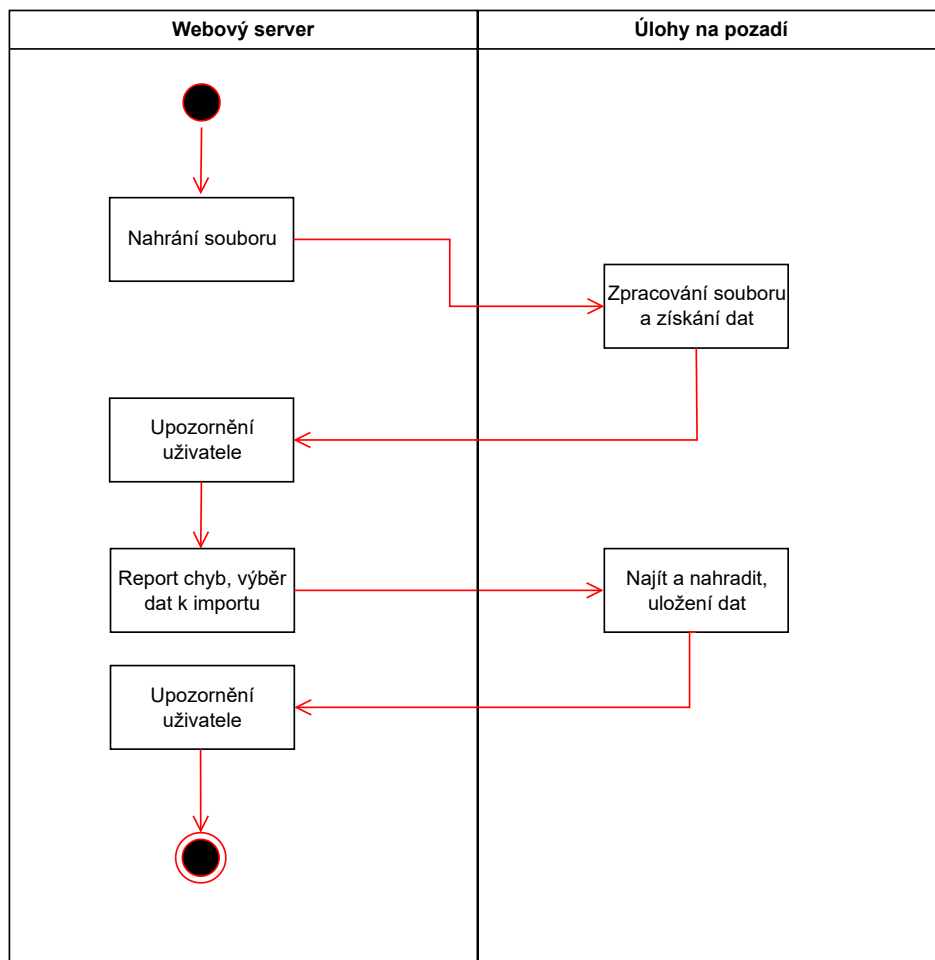 Webový server
Úlohy na pozadí
Nahrání souboru
Zpracování souboru
a získání dat
Upozornění
uživatele
Report chyb, výběr
dat k importu
Najít a nahradit,
uložení dat
Upozornění
uživatele